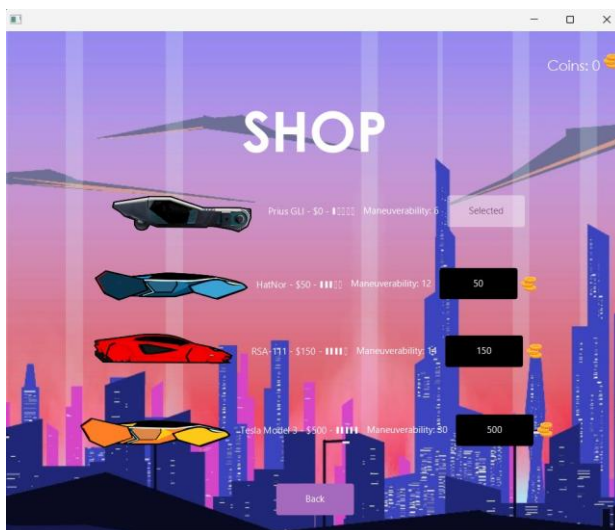 Coins: 0
SHOP
Prius GLI - $0 - ▮▯▯▯▯ Maneuverability: 6 Selected
HatNior - $50 - ▮▮▮▯▯ Maneuverability: 12 50
RSA-111 - $150 - ▮▮▮▮▯ Maneuverability: 14 150
Tesla Model 3 - $500 - ▮▮▮▮▮ Maneuverability: 30 500
Back